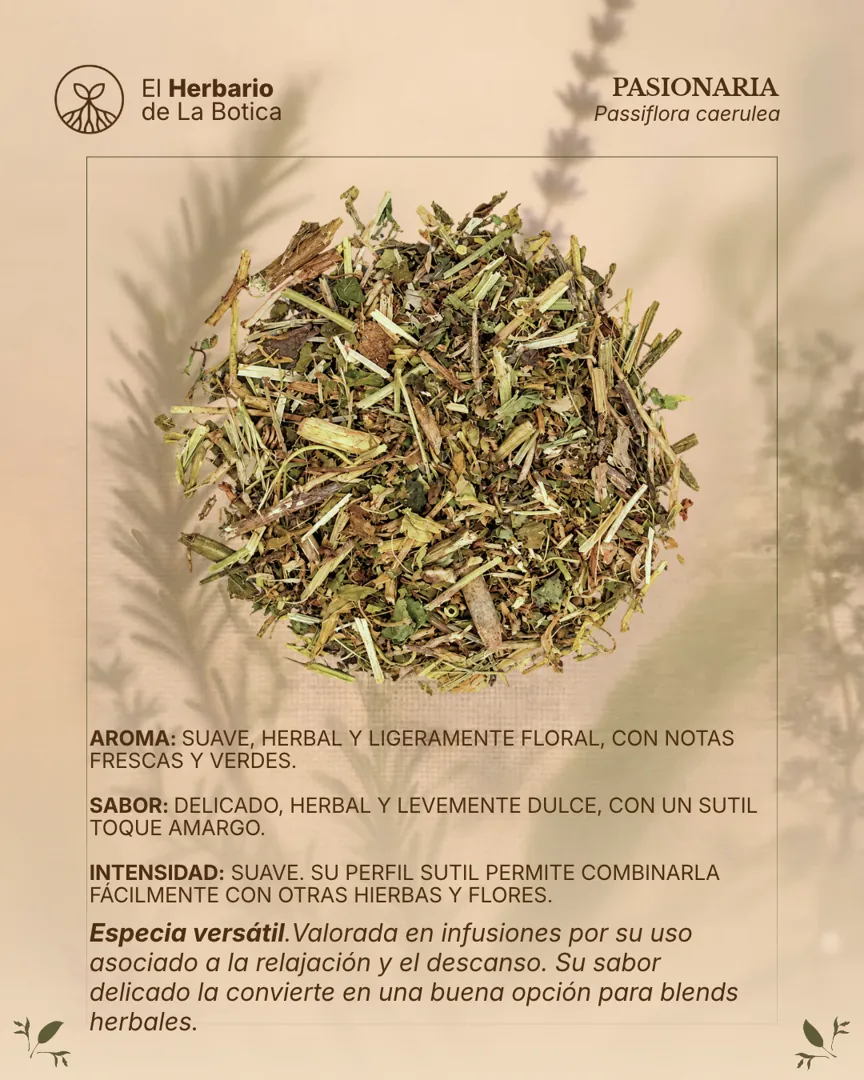 El Herbario
de La Botica
PASIONARIA
Passiflora caerulea
AROMA: SUAVE, HERBAL Y LIGERAMENTE FLORAL, CON NOTAS
FRESCAS Y VERDES.
SABOR: DELICADO, HERBAL Y LEVEMENTE DULCE, CON UN SUTIL
TOQUE AMARGO.
INTENSIDAD: SUAVE. SU PERFIL SUTIL PERMITE COMBINARLA
FÁCILMENTE CON OTRAS HIERBAS Y FLORES.
Especia versátil.Valorada en infusiones por su uso
asociado a la relajación y el descanso. Su sabor
delicado la convierte en una buena opción para blends
herbales.